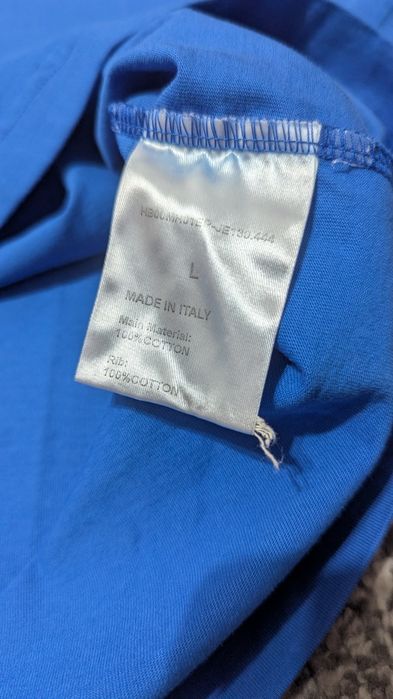 L
MADE IN ITALY
Main Material:
100%COTTON
Rib:
100%COTTON